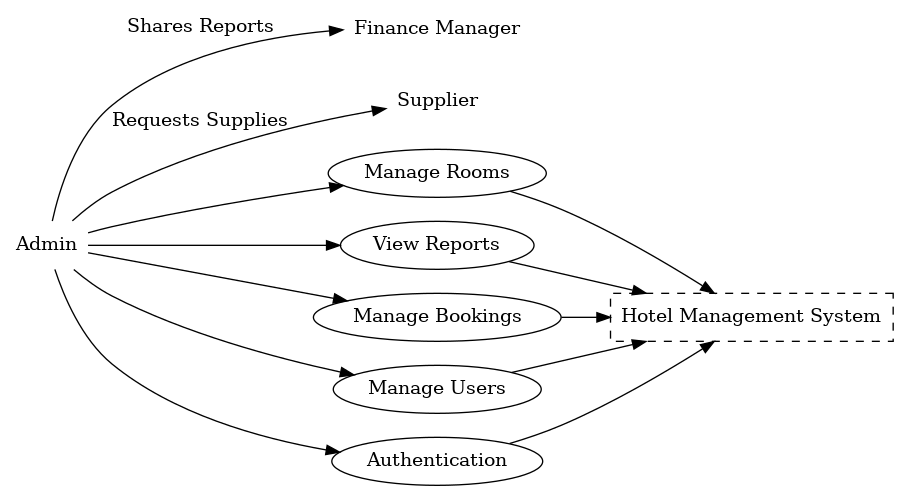 Shares Reports
Finance Manager
Supplier
Requests Supplies
Manage Rooms
Admin
View Reports
Manage Bookings
Hotel Management System
Manage Users
Authentication